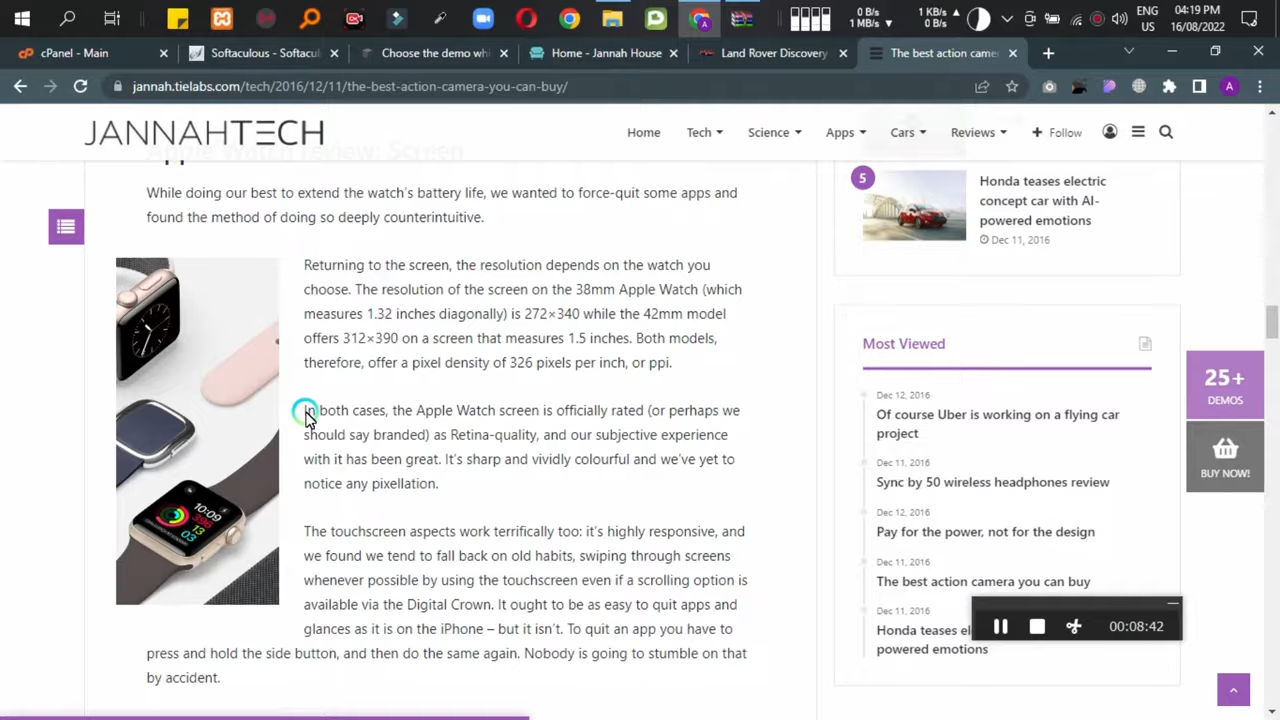 04:19 PM
0 B/s
1 MB/s
1 KB/s
0 B/s
ENG
US
16/08/2022
cPanel - Main
Softaculous - Softacul
Choose the demo whi
Home - Jannah House
Land Rover Discovery
The best action came
jannah.tielabs.com/tech/2016/12/11/the-best-action-camera-you-can-buy/
A
JANNAHTECH
Home
Tech
Science
Apps
Cars
Reviews
Follow
Apple Watch review: Screen
While doing our best to extend the watch's battery life, we wanted to force-quit some apps and
found the method of doing so deeply counterintuitive.
Returning to the screen, the resolution depends on the watch you
choose. The resolution of the screen on the 38mm Apple Watch (which
measures 1.32 inches diagonally) is 272×340 while the 42mm model
offers 312×390 on a screen that measures 1.5 inches. Both models,
therefore, offer a pixel density of 326 pixels per inch, or ppi.
In both cases, the Apple Watch screen is officially rated (or perhaps we
should say branded) as Retina-quality, and our subjective experience
with it has been great. It's sharp and vividly colourful and we've yet to
notice any pixellation.
The touchscreen aspects work terrifically too: it's highly responsive, and
we found we tend to fall back on old habits, swiping through screens
whenever possible by using the touchscreen even if a scrolling option is
available via the Digital Crown. It ought to be as easy to quit apps and
glances as it is on the iPhone – but it isn't. To quit an app you have to
press and hold the side button, and then do the same again. Nobody is going to stumble on that
by accident.
10:09
5
Honda teases electric
concept car with AI-
powered emotions
Dec 11, 2016
Most Viewed
Dec 12, 2016
Of course Uber is working on a flying car
project
Dec 11, 2016
Sync by 50 wireless headphones review
Dec 12, 2016
Pay for the power, not for the design
Dec 11, 2016
The best action camera you can buy
Dec 11, 2016
Honda teases el
powered emotions
25+
DEMOS
BUY NOW!
00:08:42